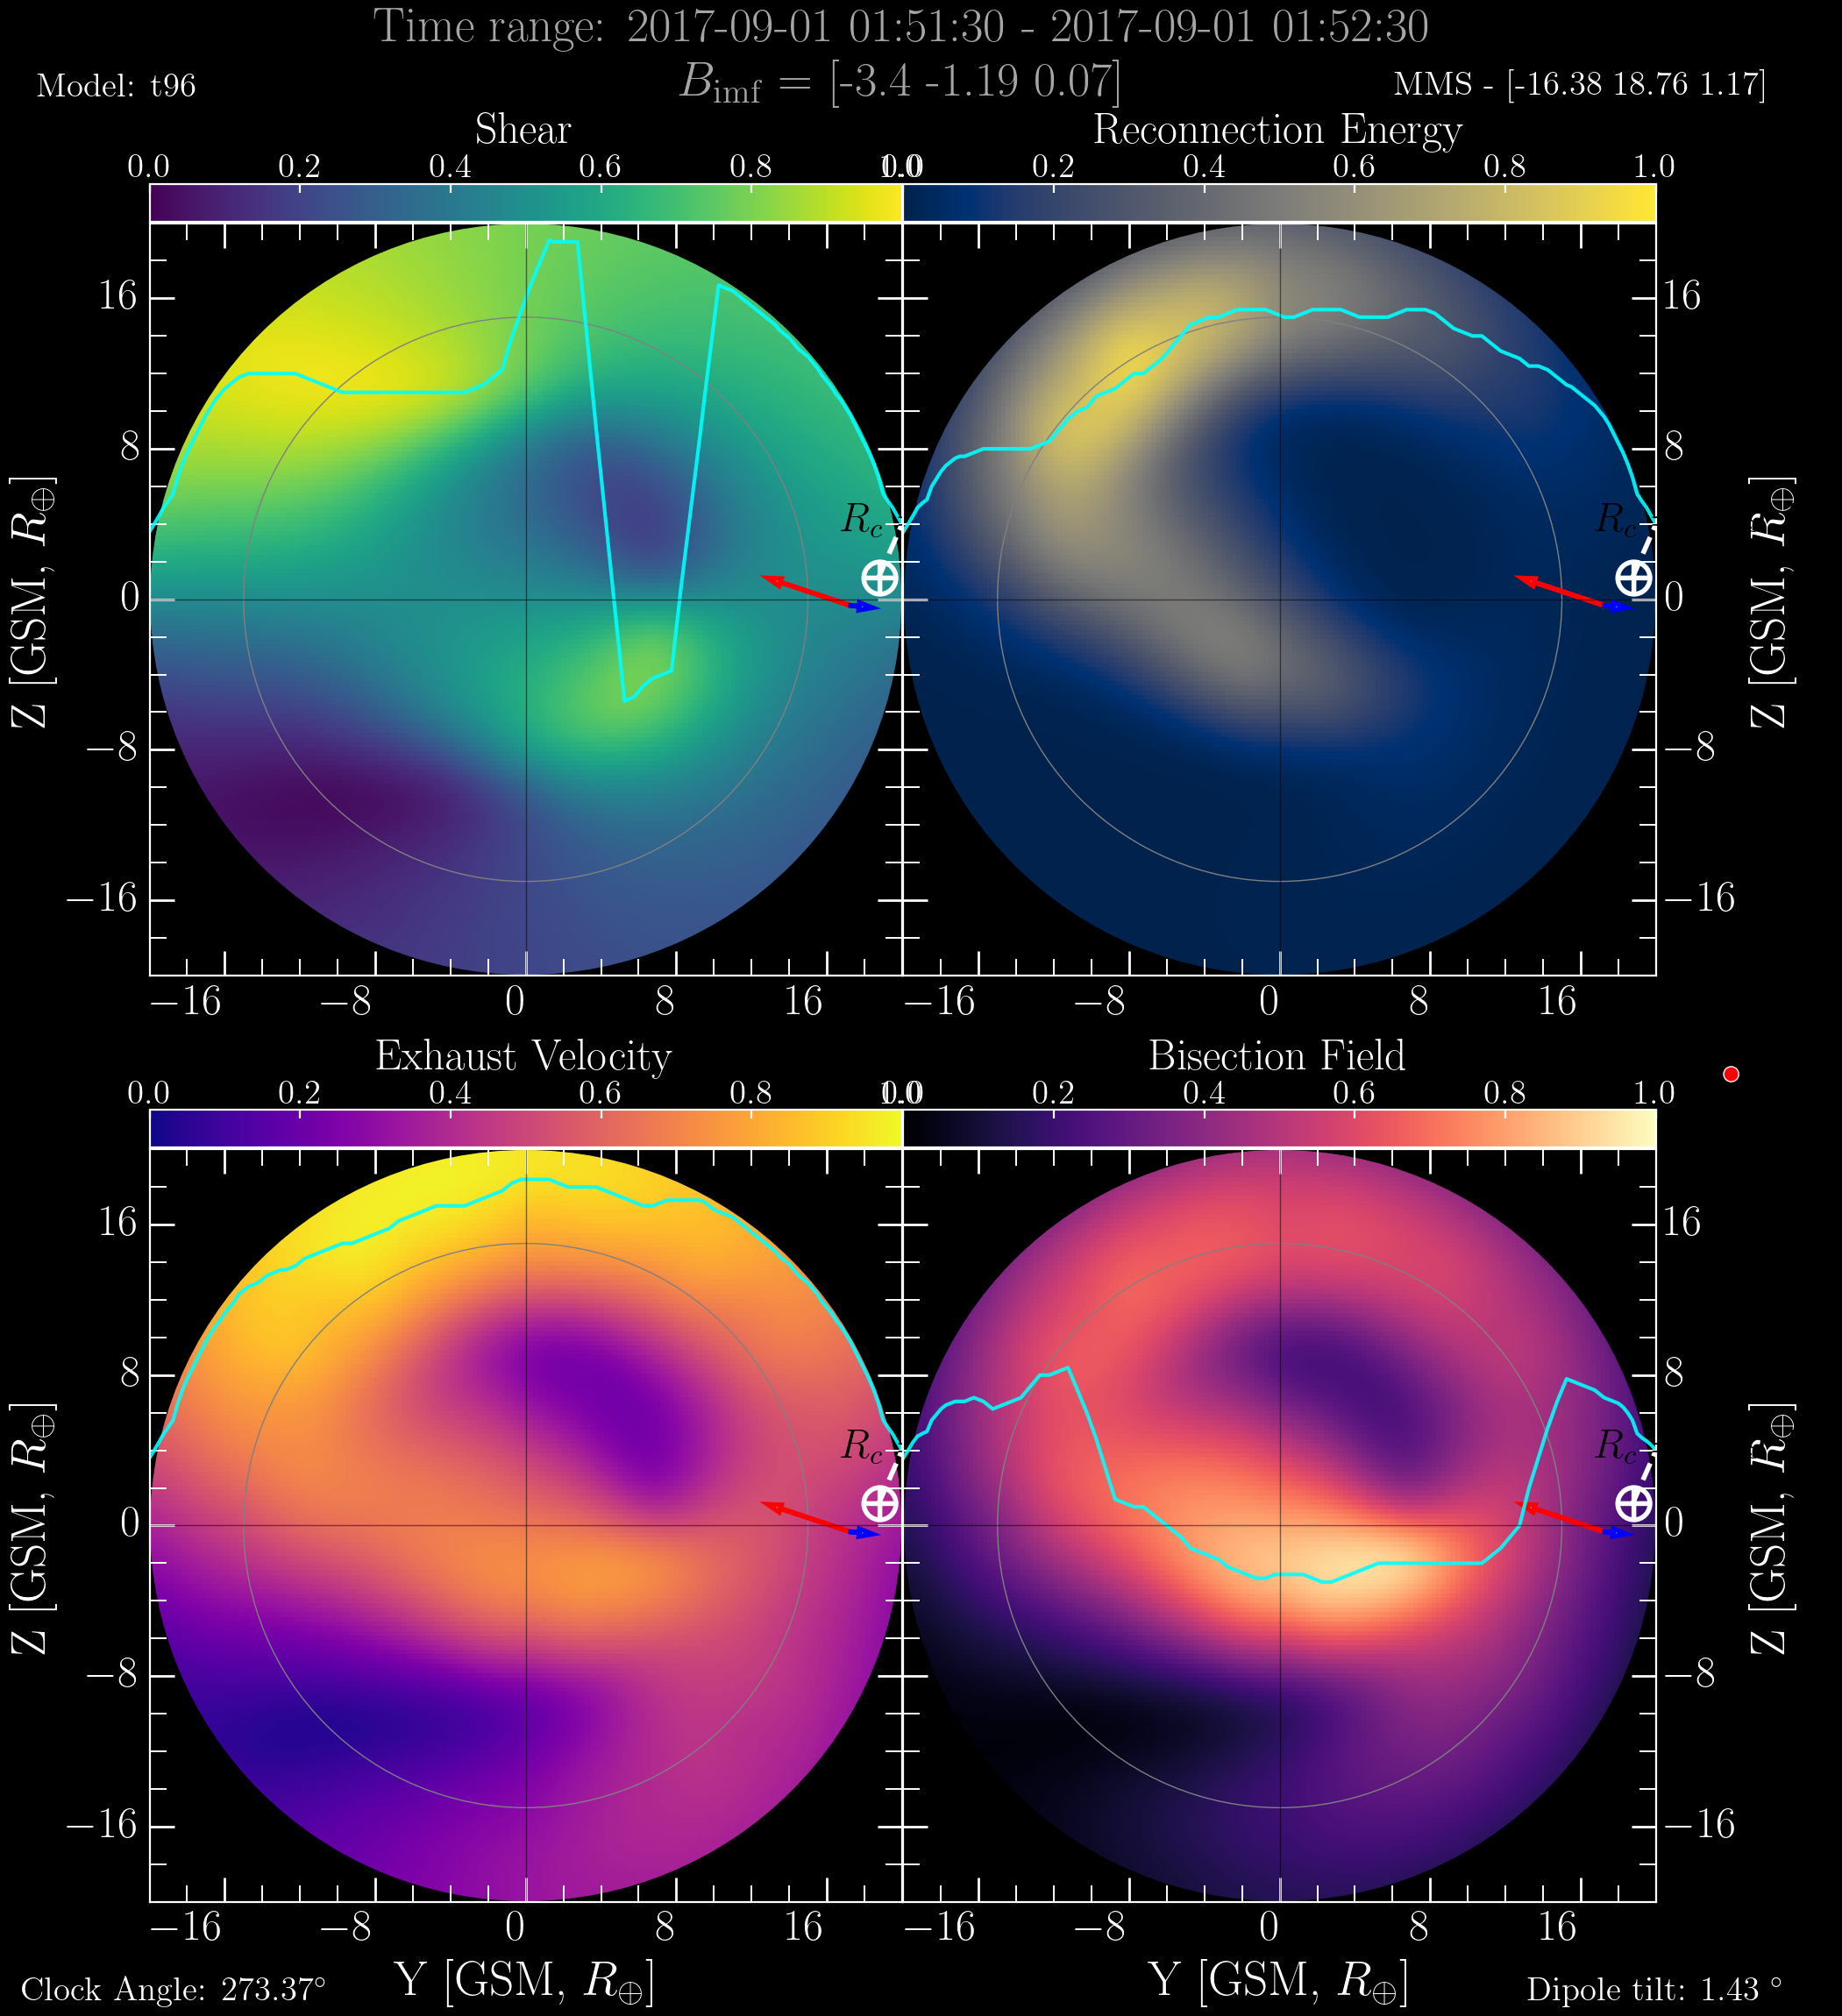 Time range: 2017-09-01 01:51:30 - 2017-09-01 01:52:30
Model: t96
B_imf = [-3.4 -1.19 0.07]
MMS - [-16.38 18.76 1.17]
Shear
Reconnection Energy
0.0 0.2 0.4 0.6 0.8 1.0
0.2 0.4 0.6 0.8 1.0
16
8
0
−8
−16
Z [GSM, R⊕]
R_c
R_c
16
8
0
−8
−16
Z [GSM, R⊕]
−16 −8 0 8 16
−16 −8 0 8 16
Exhaust Velocity
Bisection Field
0.0 0.2 0.4 0.6 0.8 1.0
0.2 0.4 0.6 0.8 1.0
16
8
0
−8
−16
Z [GSM, R⊕]
R_c
R_c
16
8
0
−8
−16
Z [GSM, R⊕]
−16 −8 0 8 16
−16 −8 0 8 16
Y [GSM, R⊕]
Y [GSM, R⊕]
Clock Angle: 273.37°
Dipole tilt: 1.43 °